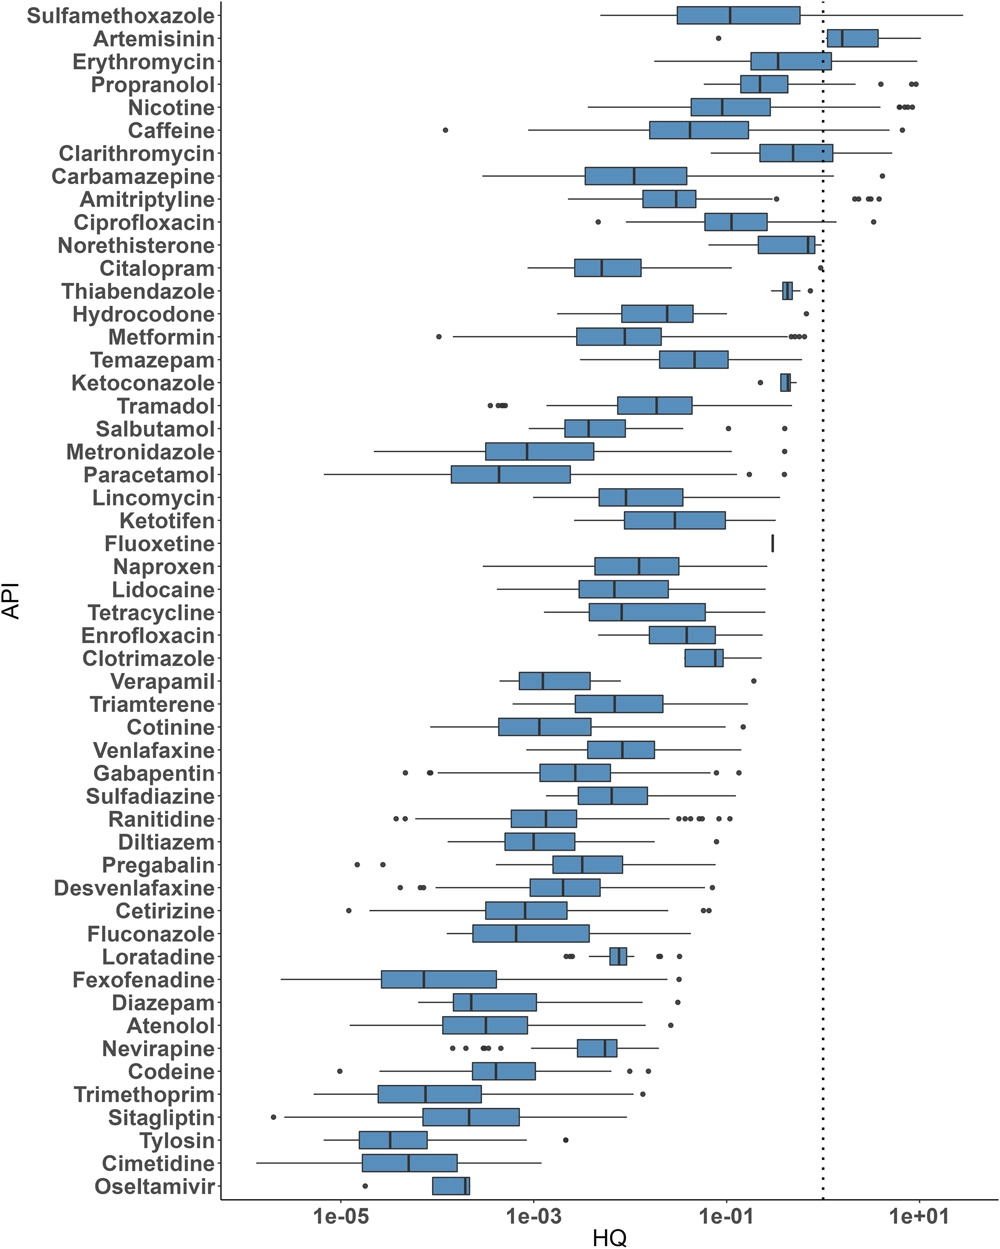 Sulfamethoxazole
Artemisinin
Erythromycin
Propranolol
Nicotine
Caffeine
Clarithromycin
Carbamazepine
Amitriptyline
Ciprofloxacin
Norethisterone
Citalopram
Thiabendazole
Hydrocodone
Metformin
Temazepam
Ketoconazole
Tramadol
Salbutamol
Metronidazole
Paracetamol
Lincomycin
Ketotifen
Fluoxetine
Naproxen
Lidocaine
Tetracycline
Enrofloxacin
Clotrimazole
Verapamil
Triamterene
Cotinine
Venlafaxine
Gabapentin
Sulfadiazine
Ranitidine
Diltiazem
Pregabalin
Desvenlafaxine
Cetirizine
Fluconazole
Loratadine
Fexofenadine
Diazepam
Atenolol
Nevirapine
Codeine
Trimethoprim
Sitagliptin
Tylosin
Cimetidine
Oseltamivir
API
1e-05 1e-03 1e-01 1e+01
HQ